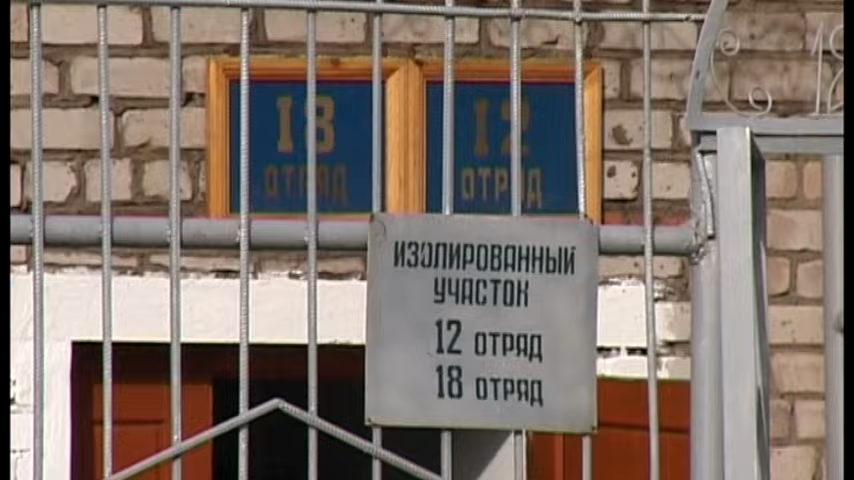 18
ОТРЯД
12
ОТРЯД
ИЗОЛИРОВАННЫЙ
УЧАСТОК
12 ОТРЯД
18 ОТРЯД